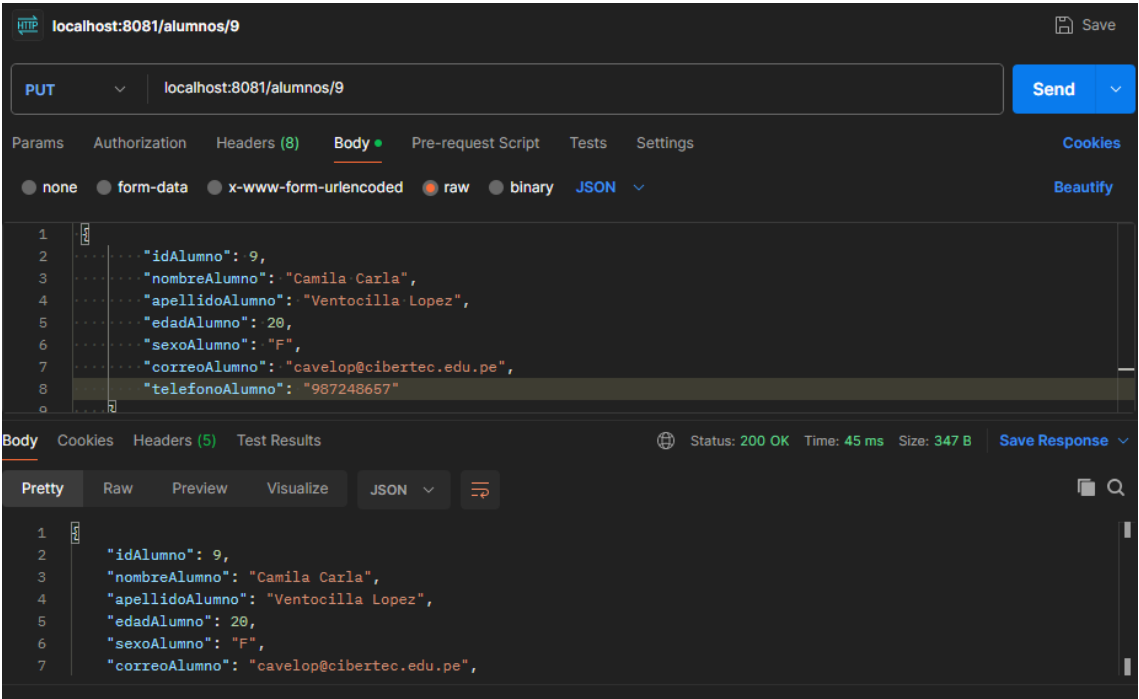 HTTP localhost:8081/alumnos/9 Save
PUT localhost:8081/alumnos/9 Send
Params Authorization Headers (8) Body Pre-request Script Tests Settings Cookies
none form-data x-www-form-urlencoded raw binary JSON Beautify
1 {
2 "idAlumno": 9,
3 "nombreAlumno": "Camila Carla",
4 "apellidoAlumno": "Ventocilla Lopez",
5 "edadAlumno": 20,
6 "sexoAlumno": "F",
7 "correoAlumno": "cavelop@cibertec.edu.pe",
8 "telefonoAlumno": "987248657"
9 }
Body Cookies Headers (5) Test Results Status: 200 OK Time: 45 ms Size: 347 B Save Response
Pretty Raw Preview Visualize JSON
1 {
2 "idAlumno": 9,
3 "nombreAlumno": "Camila Carla",
4 "apellidoAlumno": "Ventocilla Lopez",
5 "edadAlumno": 20,
6 "sexoAlumno": "F",
7 "correoAlumno": "cavelop@cibertec.edu.pe",